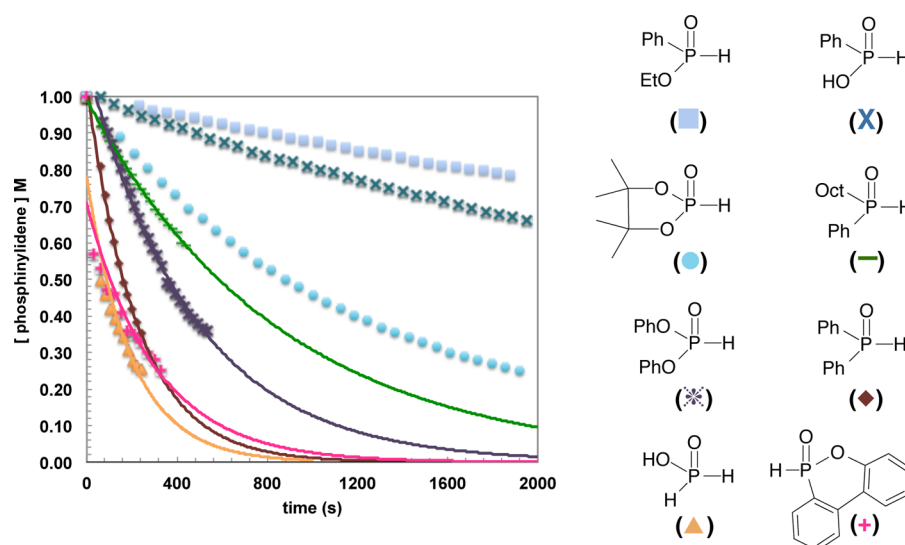 [ phosphinylidene ] M
1.00
0.90
0.80
0.70
0.60
0.50
0.40
0.30
0.20
0.10
0.00
0 400 800 1200 1600 2000
time (s)
O
Ph P H
EtO
( )
O
Ph P H
HO
(X)
O O
P H
O
( )
O
Oct P H
Ph
(−)
O
PhO P H
PhO
( )
O
Ph P H
Ph
( )
O
HO P H
H
( )
O O
H P
(+)